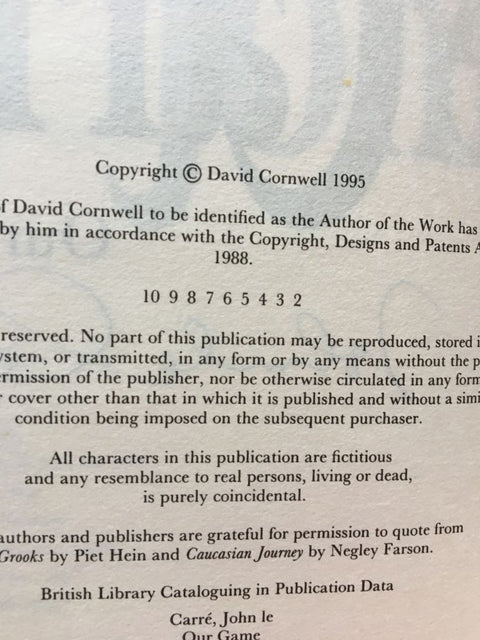 Copyright © David Cornwell 1995
f David Cornwell to be identified as the Author of the Work has
by him in accordance with the Copyright, Designs and Patents A
1988.
10 9 8 7 6 5 4 3 2
reserved. No part of this publication may be reproduced, stored i
ystem, or transmitted, in any form or by any means without the p
ermission of the publisher, nor be otherwise circulated in any form
cover other than that in which it is published and without a simi
condition being imposed on the subsequent purchaser.
All characters in this publication are fictitious
and any resemblance to real persons, living or dead,
is purely coincidental.
authors and publishers are grateful for permission to quote from
Grooks by Piet Hein and Caucasian Journey by Negley Farson.
British Library Cataloguing in Publication Data
Carré, John le
Our Game